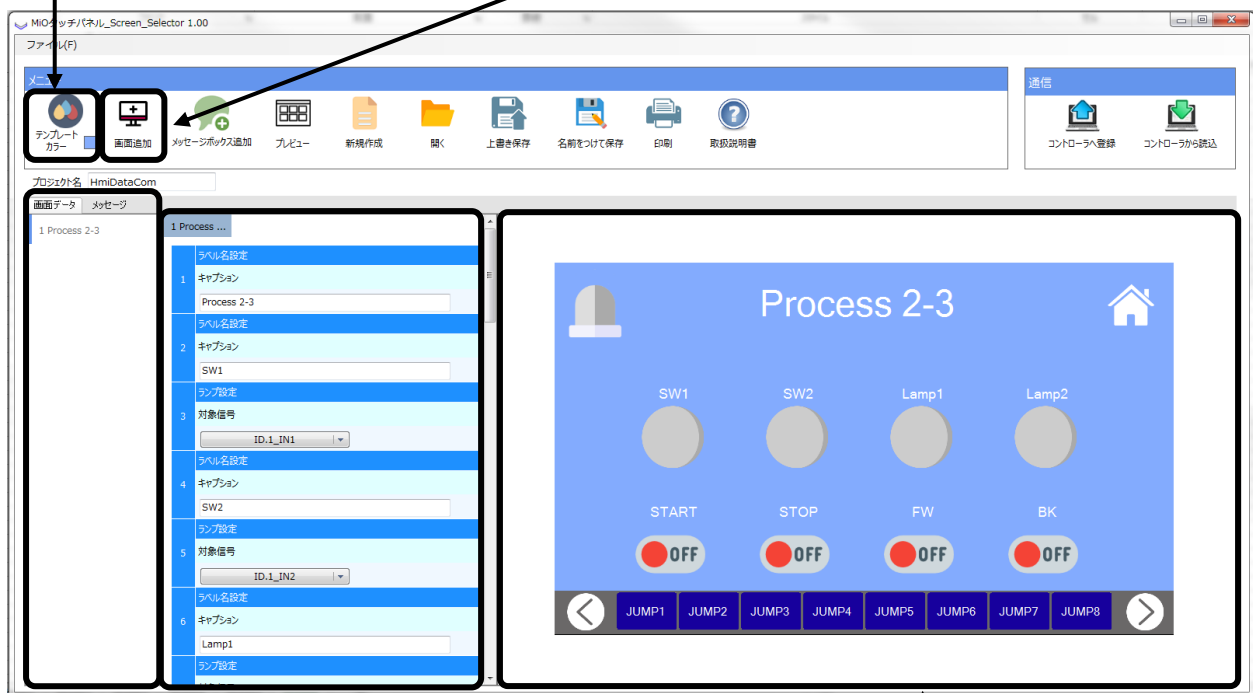 MiOタッチパネル_Screen_Selector 1.00
ファイル(F)
メニュー
通信
テンプレート
カラー
画面追加
メッセージボックス追加
プレビュー
新規作成
開く
上書き保存
名前をつけて保存
印刷
取扱説明書
コントローラへ登録
コントローラから読込
プロジェクト名 HmiDataCom
画面データ メッセージ
1 Process 2-3
1 Process ...
ラベル名設定
1 キャプション
Process 2-3
ラベル名設定
2 キャプション
SW1
ランプ設定
3 対象信号
ID.1_IN1
ラベル名設定
4 キャプション
SW2
ランプ設定
5 対象信号
ID.1_IN2
ラベル名設定
6 キャプション
Lamp1
ランプ設定
Process 2-3
SW1 SW2 Lamp1 Lamp2
START STOP FW BK
OFF OFF OFF OFF
JUMP1 JUMP2 JUMP3 JUMP4 JUMP5 JUMP6 JUMP7 JUMP8